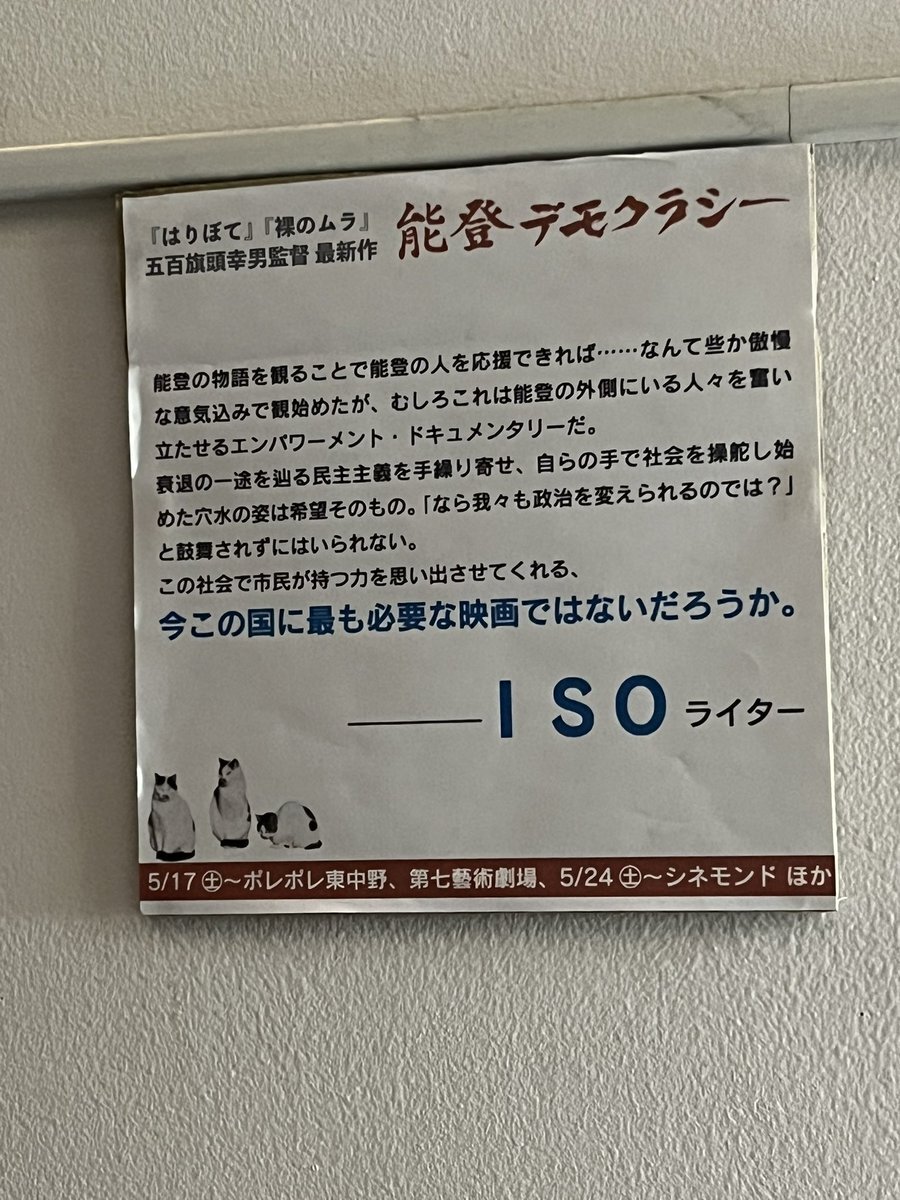 『はりぼて』『裸のムラ』
五百旗頭幸男監督 最新作
能登デモクラシー
能登の物語を観ることで能登の人を応援できれば……なんて些か傲慢
な意気込みで観始めたが、むしろこれは能登の外側にいる人々を奮い
立たせるエンパワーメント・ドキュメンタリーだ。
衰退の一途を辿る民主主義を手繰り寄せ、自らの手で社会を操舵し始
めた穴水の姿は希望そのもの。「なら我々も政治を変えられるのでは？」
と鼓舞されずにはいられない。
この社会で市民が持つ力を思い出させてくれる、
今この国に最も必要な映画ではないだろうか。
———ＩＳＯ ライター
5/17㊏～ポレポレ東中野、第七藝術劇場、5/24㊏～シネモンド ほか